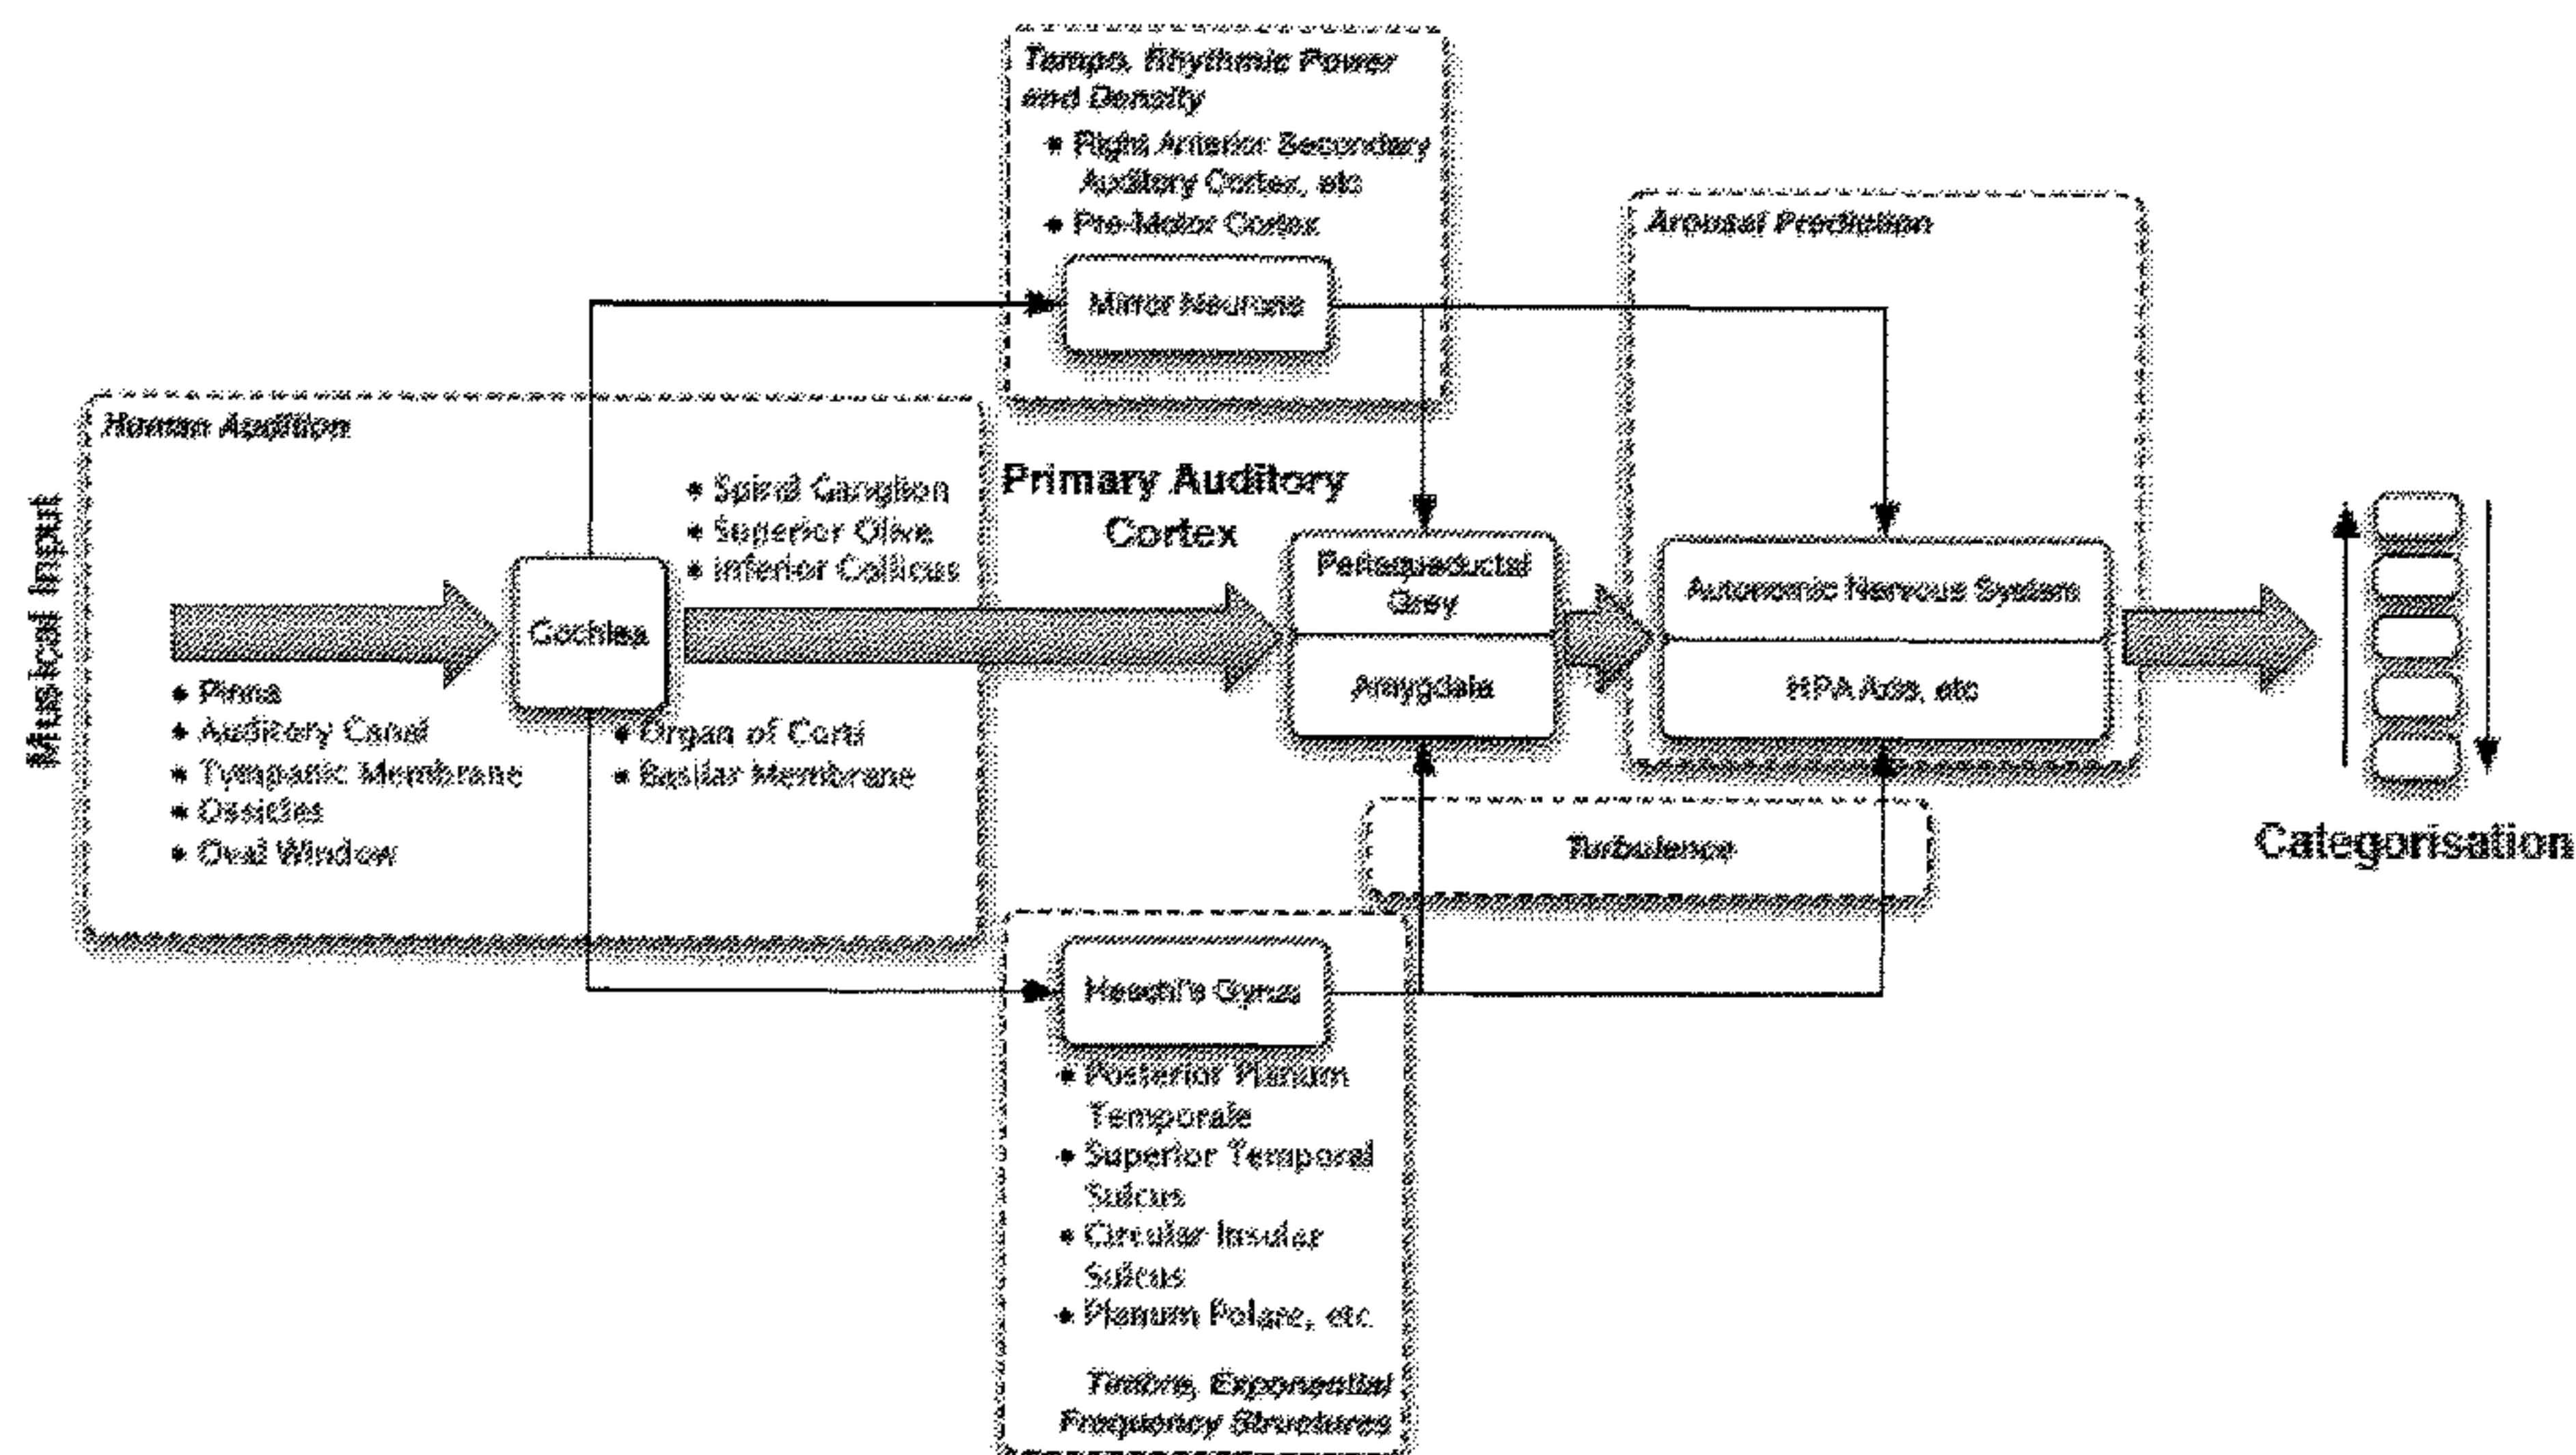 Tempo, Rhythmic Power
and Density
• Right Anterior Secondary
Auditory Cortex, etc
• Pre-Motor Cortex
Mirror Neurons
Arousal Prediction
Human Audition
Musical Input
• Spiral Ganglion
• Superior Olive
• Inferior Collicus
Primary Auditory
Cortex
Cochlea
Periaqueductal
Grey
Amygdala
Autonomic Nervous System
HPA Axis, etc
• Pinna
• Auditory Canal
• Tympanic Membrane
• Ossicles
• Oval Window
• Organ of Corti
• Basilar Membrane
Turbulence
Categorisation
Heschl's Gyrus
• Posterior Planum
Temporale
• Superior Temporal
Sulcus
• Circular Insular
Sulcus
• Planum Polare, etc
Timbre, Exponential
Frequency Structures